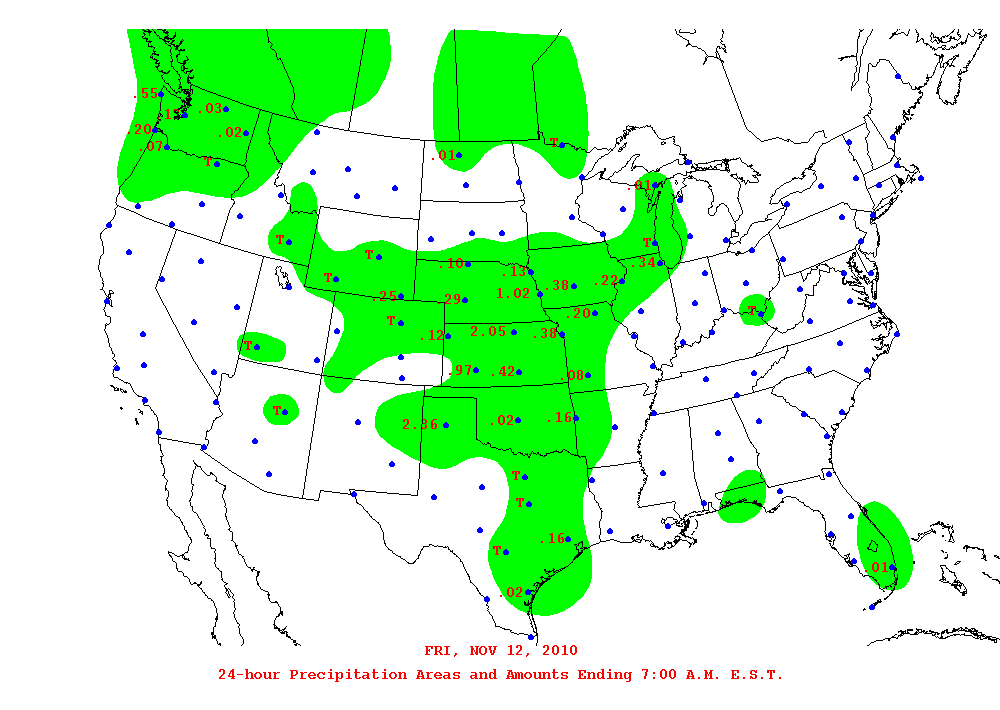 .55
.03
.20
.02
.07
T
.01
T
.01
T
T
T
.34
.10
.13
T
.38
.22
.25
.29
1.02
.20
T
T
.12
2.05
.38
T
.97
.42
.08
T
2.36
.02
.16
T
T
.16
T
.01
.02
FRI, NOV 12, 2010
24-hour Precipitation Areas and Amounts Ending 7:00 A.M. E.S.T.